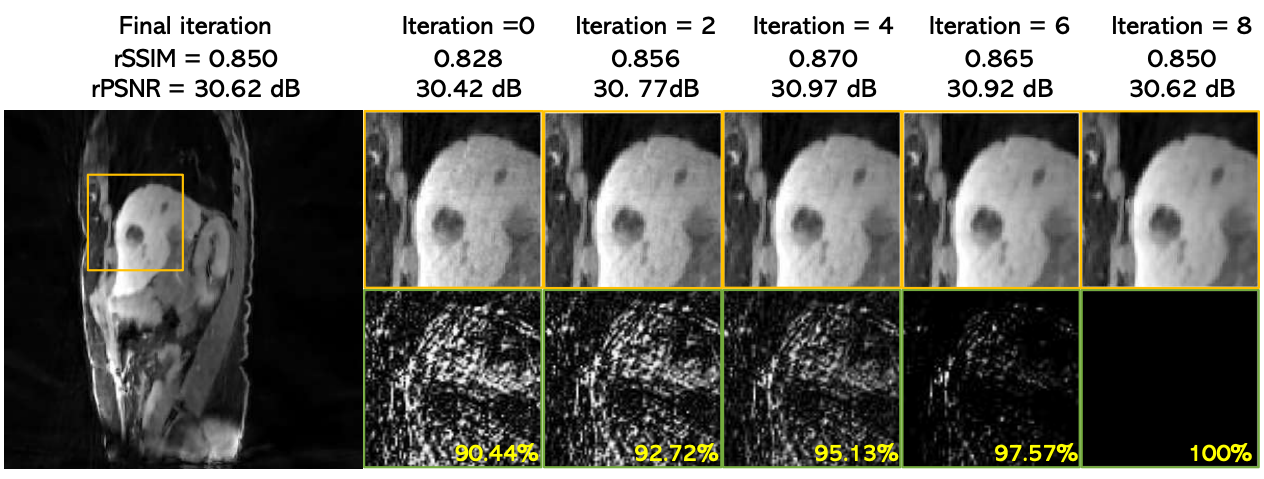 Final iteration
rSSIM = 0.850
rPSNR = 30.62 dB
Iteration =0
0.828
30.42 dB
Iteration = 2
0.856
30. 77dB
Iteration = 4
0.870
30.97 dB
Iteration = 6
0.865
30.92 dB
Iteration = 8
0.850
30.62 dB
90.44%
92.72%
95.13%
97.57%
100%